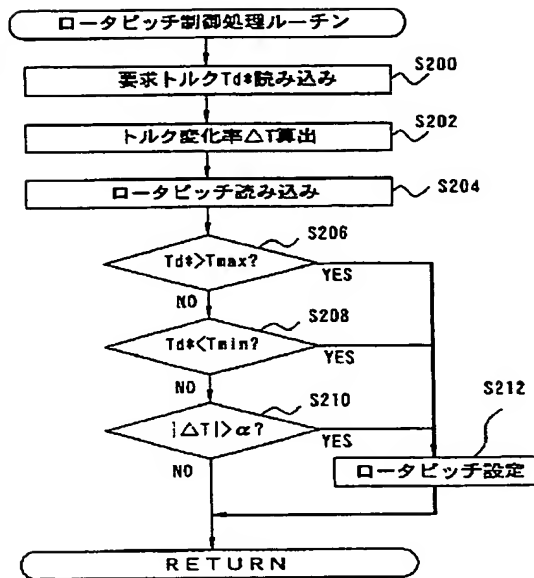 ロータピッチ制御処理ルーチン
要求トルクTd*読み込み
S200
トルク変化率△T算出
S202
ロータピッチ読み込み
S204
Td*>Tmax?
S206
YES
NO
Td*<Tmin?
S208
YES
NO
|△T|>α?
S210
YES
NO
S212
ロータピッチ設定
RETURN